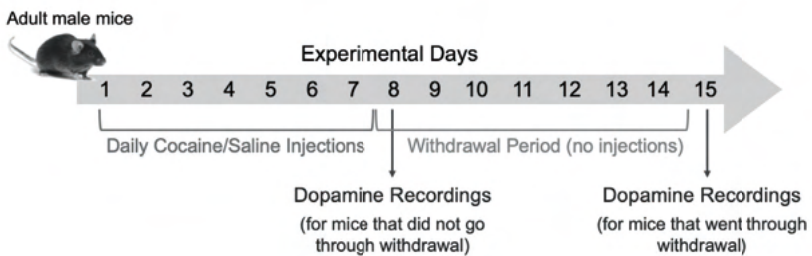 Adult male mice
Experimental Days
1 2 3 4 5 6 7 8 9 10 11 12 13 14 15
Daily Cocaine/Saline Injections
Withdrawal Period (no injections)
Dopamine Recordings
(for mice that did not go
through withdrawal)
Dopamine Recordings
(for mice that went through
withdrawal)